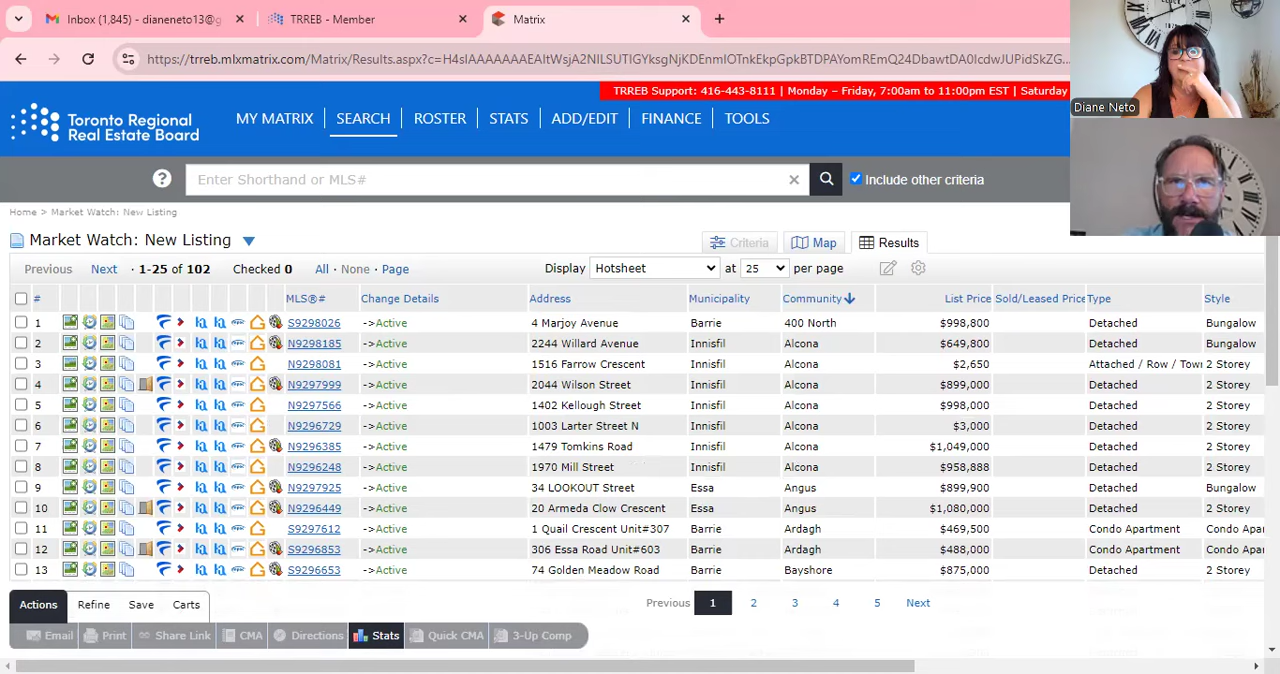 Inbox (1,845) - dianeneto13@g
TRREB - Member
Matrix
https://trreb.mlxmatrix.com/Matrix/Results.aspx?c=H4sIAAAAAAAEAItWsjA2NlLSUTIGYksgNjKDEnmIOTnkEkpGpkBTDPAYomREmQ24DbawtDA0IcdwJUPidSkZG...
TRREB Support: 416-443-8111 | Monday – Friday, 7:00am to 11:00pm EST | Saturday
Diane Neto
Toronto Regional
Real Estate Board
MY MATRIX SEARCH ROSTER STATS ADD/EDIT FINANCE TOOLS
Enter Shorthand or MLS# Include other criteria
Home > Market Watch: New Listing
Market Watch: New Listing Criteria Map Results
Previous Next · 1-25 of 102 Checked 0 All · None · Page Display Hotsheet at 25 per page
# MLS®# Change Details Address Municipality Community List Price Sold/Leased Price Type Style
1 S9298026 ->Active 4 Marjoy Avenue Barrie 400 North $998,800 Detached Bungalow
2 N9298185 ->Active 2244 Willard Avenue Innisfil Alcona $649,800 Detached Bungalow
3 N9298081 ->Active 1516 Farrow Crescent Innisfil Alcona $2,650 Attached / Row / Town 2 Storey
4 N9297999 ->Active 2044 Wilson Street Innisfil Alcona $899,000 Detached 2 Storey
5 N9297566 ->Active 1402 Kellough Street Innisfil Alcona $998,000 Detached 2 Storey
6 N9296729 ->Active 1003 Larter Street N Innisfil Alcona $3,000 Detached 2 Storey
7 N9296385 ->Active 1479 Tomkins Road Innisfil Alcona $1,049,000 Detached 2 Storey
8 N9296248 ->Active 1970 Mill Street Innisfil Alcona $958,888 Detached 2 Storey
9 N9297925 ->Active 34 LOOKOUT Street Essa Angus $899,900 Detached Bungalow
10 N9296449 ->Active 20 Armeda Clow Crescent Essa Angus $1,080,000 Detached 2 Storey
11 S9297612 ->Active 1 Quail Crescent Unit#307 Barrie Ardagh $469,500 Condo Apartment Condo Apar
12 S9296853 ->Active 306 Essa Road Unit#603 Barrie Ardagh $488,000 Condo Apartment Condo Apar
13 S9296653 ->Active 74 Golden Meadow Road Barrie Bayshore $875,000 Detached 2 Storey
Actions Refine Save Carts Previous 1 2 3 4 5 Next
Email Print Share Link CMA Directions Stats Quick CMA 3-Up Comp